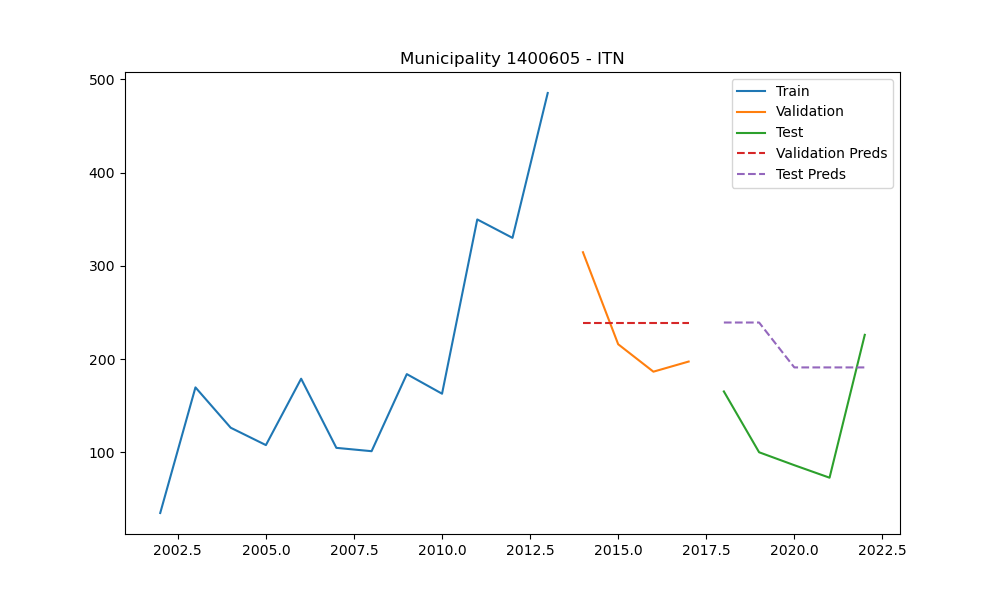 Municipality 1400605 - ITN
500
400
300
200
100
Train
Validation
Test
Validation Preds
Test Preds
2002.5 2005.0 2007.5 2010.0 2012.5 2015.0 2017.5 2020.0 2022.5